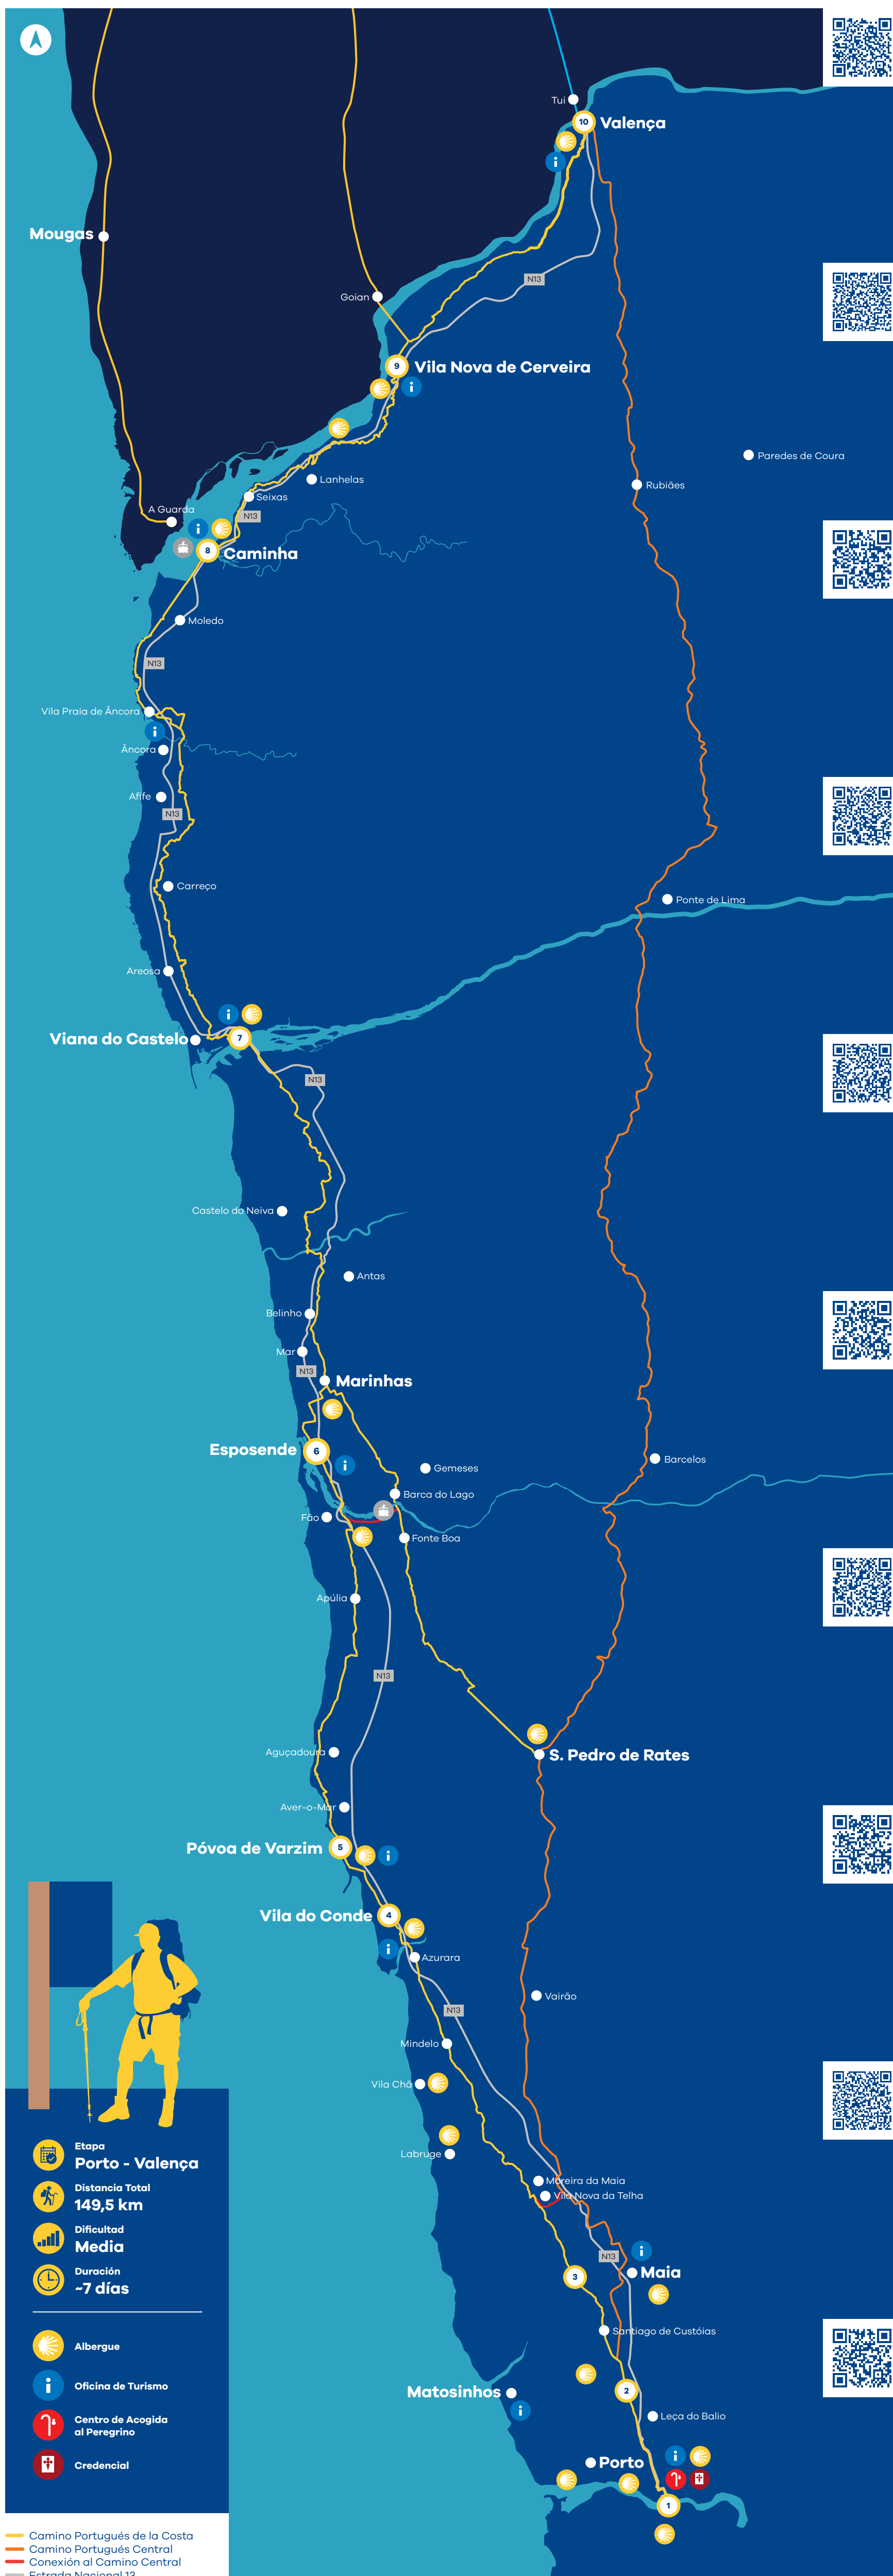 Tui
10
Valença
Mougas
Goian
N13
9
Vila Nova de Cerveira
Paredes de Coura
Lanhelas
Rubiães
Seixas
A Guarda
N13
8
Caminha
Moledo
N13
Vila Praia de Âncora
Âncora
Afife
N13
Carreço
Ponte de Lima
Areosa
Viana do Castelo
7
N13
Castelo do Neiva
Antas
Belinho
Mar
N13
Marinhas
Esposende
6
Barcelos
Gemeses
Barca do Lago
Fão
Fonte Boa
Apúlia
N13
Aguçadoura
S. Pedro de Rates
Aver-o-Mar
Póvoa de Varzim
5
Vila do Conde
4
Azurara
Vairão
N13
Mindelo
Vila Chã
Labruge
Moreira da Maia
Vila Nova da Telha
N13
Maia
3
Santiago de Custóias
2
Matosinhos
Leça do Balio
Porto
1
Etapa
Porto - Valença
Distancia Total
149,5 km
Dificultad
Media
Duración
~7 días
Albergue
Oficina de Turismo
Centro de Acogida
al Peregrino
Credencial
Camino Portugués de la Costa
Camino Portugués Central
Conexión al Camino Central
Estrada Nacional 13